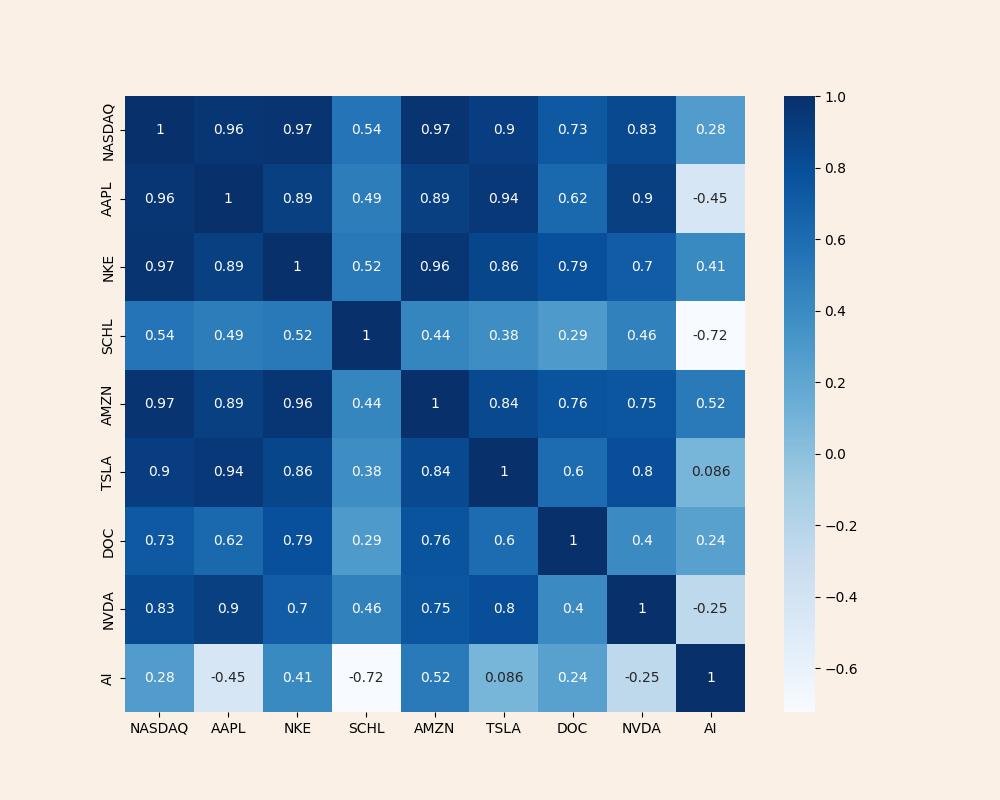 NASDAQ 1 0.96 0.97 0.54 0.97 0.9 0.73 0.83 0.28
AAPL 0.96 1 0.89 0.49 0.89 0.94 0.62 0.9 -0.45
NKE 0.97 0.89 1 0.52 0.96 0.86 0.79 0.7 0.41
SCHL 0.54 0.49 0.52 1 0.44 0.38 0.29 0.46 -0.72
AMZN 0.97 0.89 0.96 0.44 1 0.84 0.76 0.75 0.52
TSLA 0.9 0.94 0.86 0.38 0.84 1 0.6 0.8 0.086
DOC 0.73 0.62 0.79 0.29 0.76 0.6 1 0.4 0.24
NVDA 0.83 0.9 0.7 0.46 0.75 0.8 0.4 1 -0.25
AI 0.28 -0.45 0.41 -0.72 0.52 0.086 0.24 -0.25 1
NASDAQ AAPL NKE SCHL AMZN TSLA DOC NVDA AI
1.0
0.8
0.6
0.4
0.2
0.0
−0.2
−0.4
−0.6